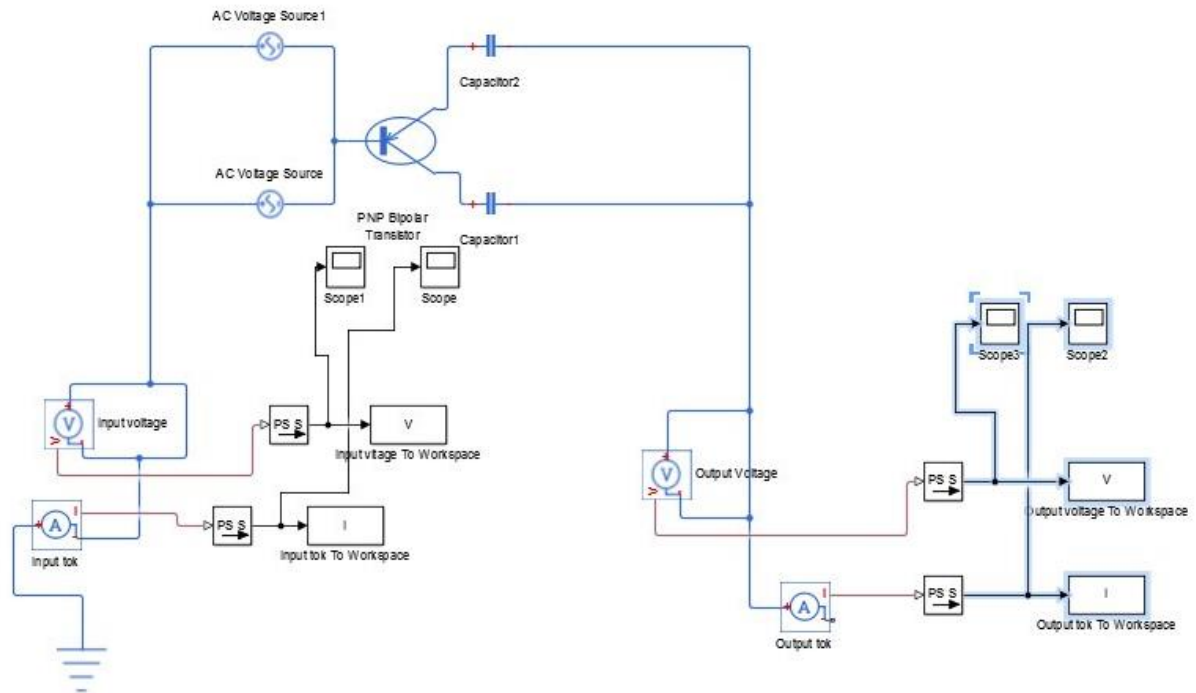 AC Voltage Source1
Capacitor2
AC Voltage Source
PNP Bipolar
Transistor
Capacitor1
Scope1
Scope
Scope3
Scope2
V
Input voltage
PS S
V
Input vltage To Workspace
V
Output Voltage
PS S
V
Output voltage To Workspace
A
I
Input tok
PS S
I
Input tok To Workspace
A
I
Output tok
PS S
I
Output tok To Workspace